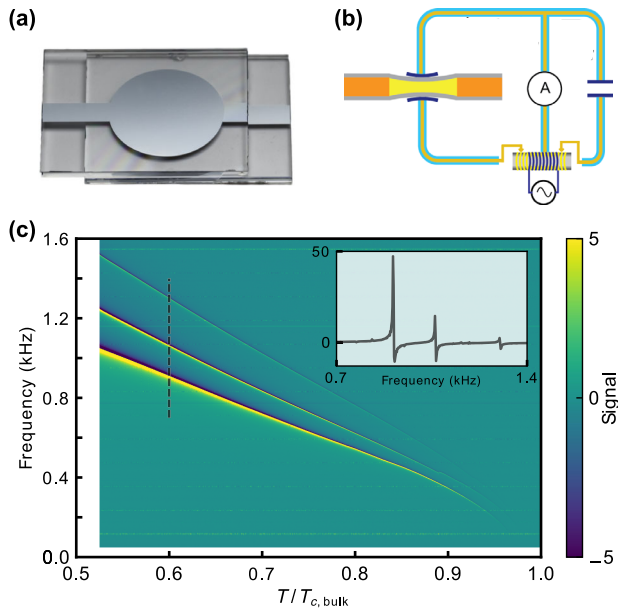 (a)
(b)
A
(c)
1.6
1.2
0.8
0.4
0.0
Frequency (kHz)
0.5
0.6
0.7
0.8
0.9
1.0
T/T_c, bulk
50
0
0.7
Frequency (kHz)
1.4
5
0
−5
Signal